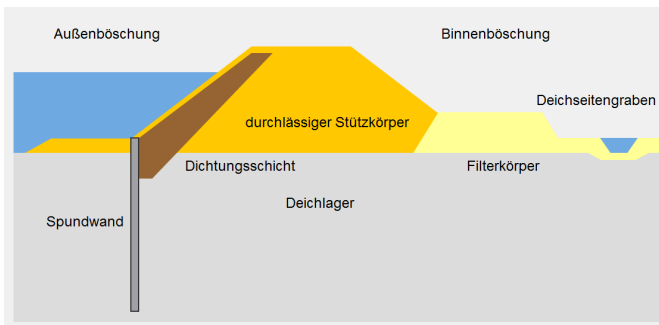 Außenböschung
Binnenböschung
Deichseitengraben
durchlässiger Stützkörper
Dichtungsschicht
Filterkörper
Deichlager
Spundwand